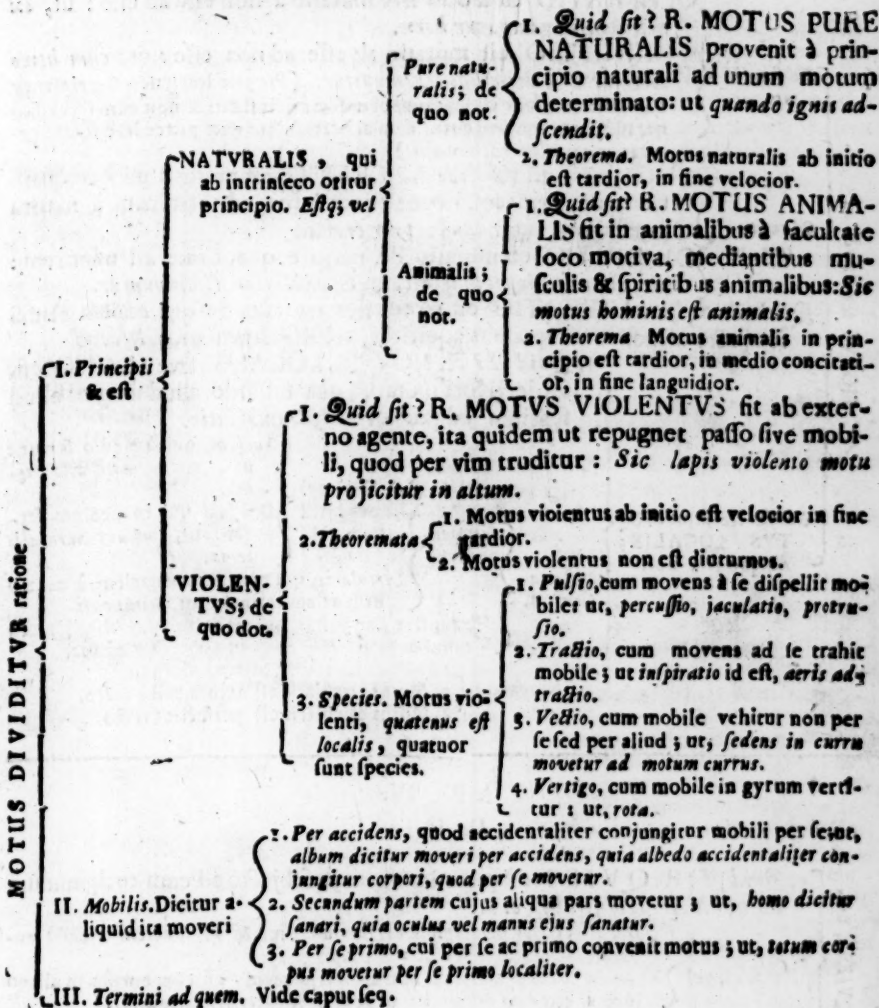 MOTUS DIVIDITVR ratione
I. Principii
& eſt
NATVRALIS, qui
ab intrinſeco oritur
principio. Eſtq; vel
Pure natu-
ralis; de
quo not.
1. Quid ſit? R. MOTUS PURE
NATURALIS provenit à prin-
cipio naturali ad unum motum
determinato: ut quando ignis ad-
ſcendit.
2. Theorema. Motus naturalis ab initio
eſt tardior, in fine velocior.
Animalis;
de quo
not.
1. Quid ſit? R. MOTUS ANIMA-
LIS fit in animalibus à facultate
loco motiva, mediantibus mu-
ſculis & ſpiritibus animalibus: Sic
motus hominis eſt animalis.
2. Theorema. Motus animalis in prin-
cipio eſt tardior, in medio concitati-
or, in fine languidior.
VIOLEN-
TVS; de
quo dot.
1. Quid ſit? R. MOTVS VIOLENTVS fit ab exter-
no agente, ita quidem ut repugnet paſſo ſive mobi-
li, quod per vim truditur: Sic lapis violento motu
projicitur in altum.
2. Theoremata
1. Motus violentus ab initio eſt velocior in fine
tardior.
2. Motus violentus non eſt diuturnus.
3. Species. Motus vio-
lenti, quatenus eſt
localis, quatuor
ſunt ſpecies.
1. Pulſio, cum movens à ſe diſpellit mo-
bile: ut, percuſſio, jaculatio, protru-
ſio.
2. Tractio, cum movens ad ſe trahit
mobile; ut inſpiratio id eſt, aeris ad-
tractio.
3. Vectio, cum mobile vehitur non per
ſe ſed per aliud; ut, ſedens in curru
movetur ad motum currus.
4. Vertigo, cum mobile in gyrum verti-
tur: ut, rota.
II. Mobilis. Dicitur a-
liquid ita moveri
1. Per accidens, quod accidentaliter conjungitur mobili per ſe: ut,
album dicitur moveri per accidens, quia albedo accidentaliter con-
jungitur corpori, quod per ſe movetur.
2. Secundum partem cujus aliqua pars movetur; ut, homo dicitur
ſanari, quia oculus vel manus ejus ſanatur.
3. Per ſe primo, cui per ſe ac primo convenit motus; ut, totum cor-
pus movetur per ſe primo localiter.
III. Termini ad quem. Vide caput ſeq.